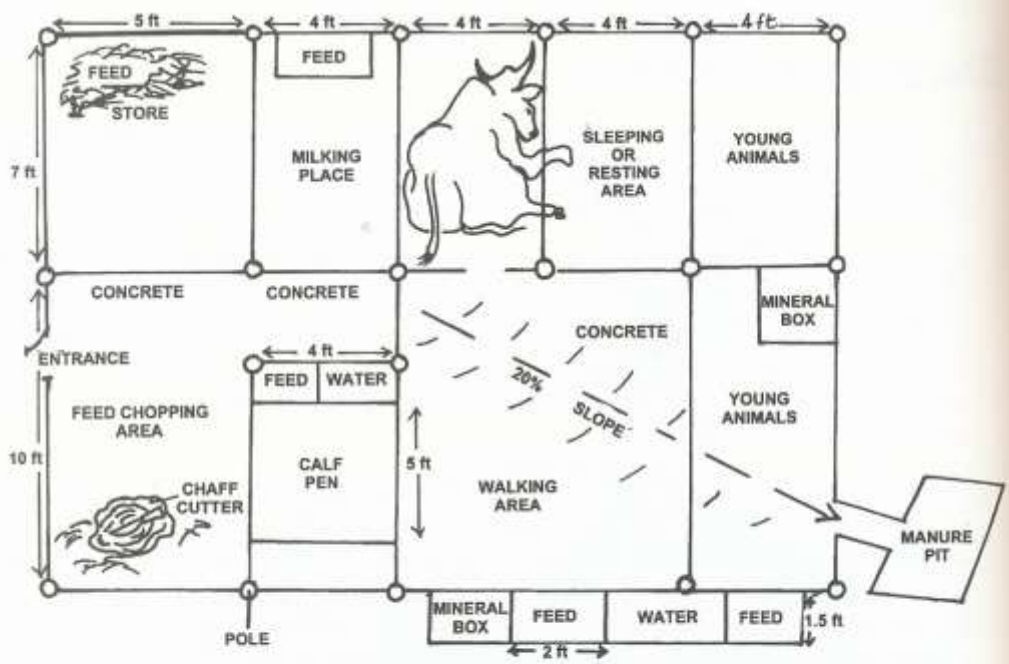 5 ft
4 ft
4 ft
4 ft
4 ft
FEED
FEED
STORE
7 ft
MILKING
PLACE
SLEEPING
OR
RESTING
AREA
YOUNG
ANIMALS
CONCRETE
CONCRETE
MINERAL
BOX
CONCRETE
ENTRANCE
4 ft
FEED
WATER
20%
SLOPE
FEED CHOPPING
AREA
YOUNG
ANIMALS
10 ft
CALF
PEN
5 ft
CHAFF
CUTTER
WALKING
AREA
MANURE
PIT
MINERAL
BOX
FEED
WATER
FEED
1.5 ft
POLE
2 ft